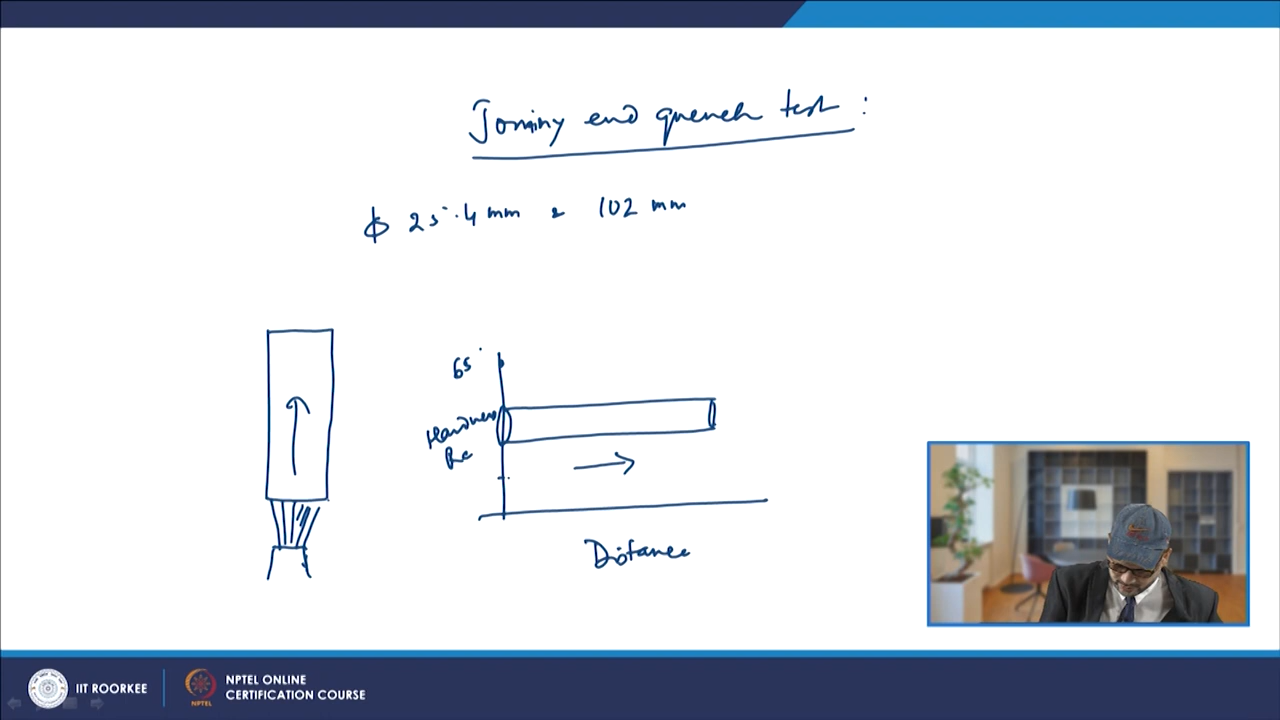 Jominy end quench test :
ϕ 25.4 mm & 102 mm
65
Hardness
Rc
Distance
IIT ROORKEE
NPTEL ONLINE
CERTIFICATION COURSE
NPTEL